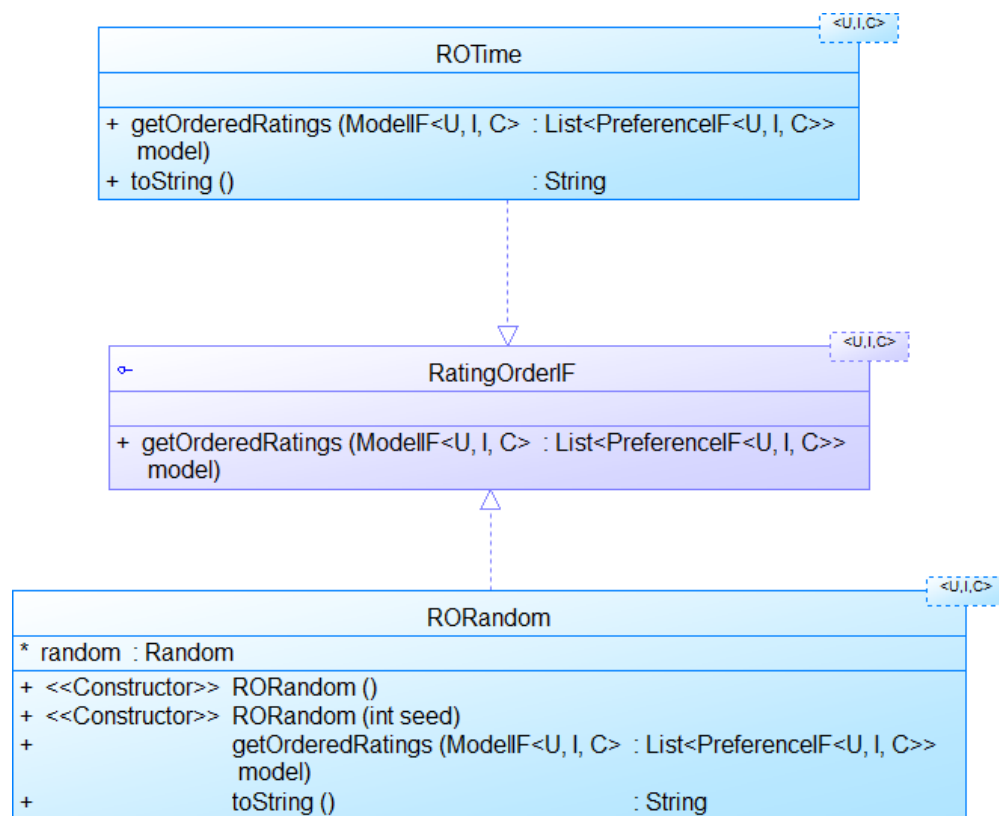 <U,I,C>
ROTime
+ getOrderedRatings (ModelIF<U, I, C> : List<PreferenceIF<U, I, C>>
model)
+ toString () : String
<U,I,C>
RatingOrderIF
+ getOrderedRatings (ModelIF<U, I, C> : List<PreferenceIF<U, I, C>>
model)
<U,I,C>
RORandom
* random : Random
+ <<Constructor>> RORandom ()
+ <<Constructor>> RORandom (int seed)
+ getOrderedRatings (ModelIF<U, I, C> : List<PreferenceIF<U, I, C>>
model)
+ toString () : String